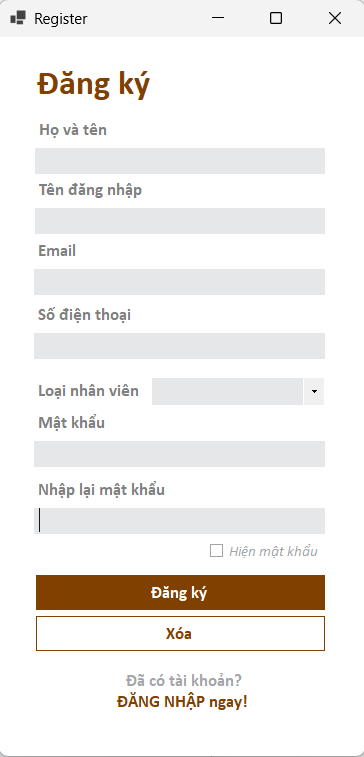 Register
Đăng ký
Họ và tên
Tên đăng nhập
Email
Số điện thoại
Loại nhân viên
Mật khẩu
Nhập lại mật khẩu
Hiện mật khẩu
Đăng ký
Xóa
Đã có tài khoản?
ĐĂNG NHẬP ngay!